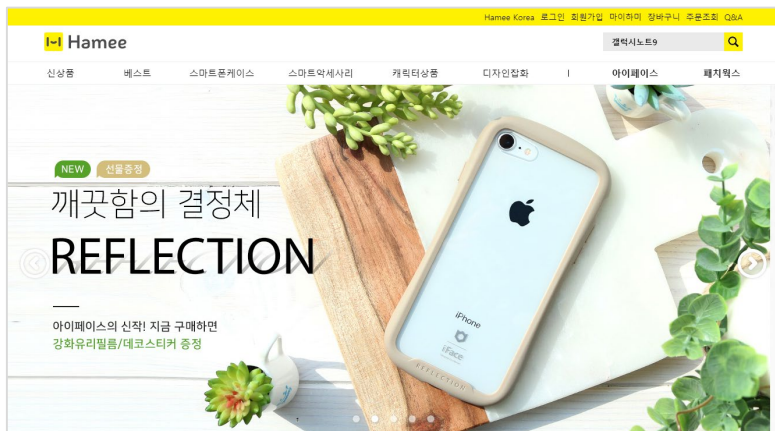 Hamee Korea 로그인 회원가입 마이하미 장바구니 주문조회 Q&A
Hamee
갤럭시노트9
신상품 베스트 스마트폰케이스 스마트악세사리 캐릭터상품 디자인잡화 | 아이페이스 패치웍스
NEW 선물증정
깨끗함의 결정체
REFLECTION
아이페이스의 신작! 지금 구매하면
강화유리필름/데코스티커 증정
iPhone
iFace
REFLECTION